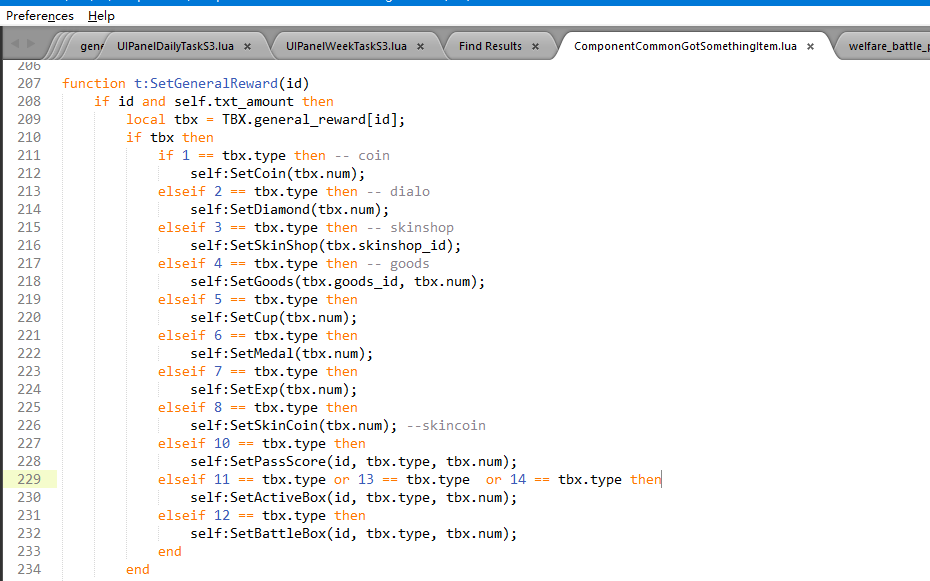 Preferences Help
gene UIPanelDailyTaskS3.lua × UIPanelWeekTaskS3.lua × Find Results × ComponentCommonGotSomethingItem.lua × welfare_battle_p
206
207 function t:SetGeneralReward(id)
208 if id and self.txt_amount then
209 local tbx = TBX.general_reward[id];
210 if tbx then
211 if 1 == tbx.type then -- coin
212 self:SetCoin(tbx.num);
213 elseif 2 == tbx.type then -- dialo
214 self:SetDiamond(tbx.num);
215 elseif 3 == tbx.type then -- skinshop
216 self:SetSkinShop(tbx.skinshop_id);
217 elseif 4 == tbx.type then -- goods
218 self:SetGoods(tbx.goods_id, tbx.num);
219 elseif 5 == tbx.type then
220 self:SetCup(tbx.num);
221 elseif 6 == tbx.type then
222 self:SetMedal(tbx.num);
223 elseif 7 == tbx.type then
224 self:SetExp(tbx.num);
225 elseif 8 == tbx.type then
226 self:SetSkinCoin(tbx.num); --skincoin
227 elseif 10 == tbx.type then
228 self:SetPassScore(id, tbx.type, tbx.num);
229 elseif 11 == tbx.type or 13 == tbx.type  or 14 == tbx.type then
230 self:SetActiveBox(id, tbx.type, tbx.num);
231 elseif 12 == tbx.type then
232 self:SetBattleBox(id, tbx.type, tbx.num);
233 end
234 end